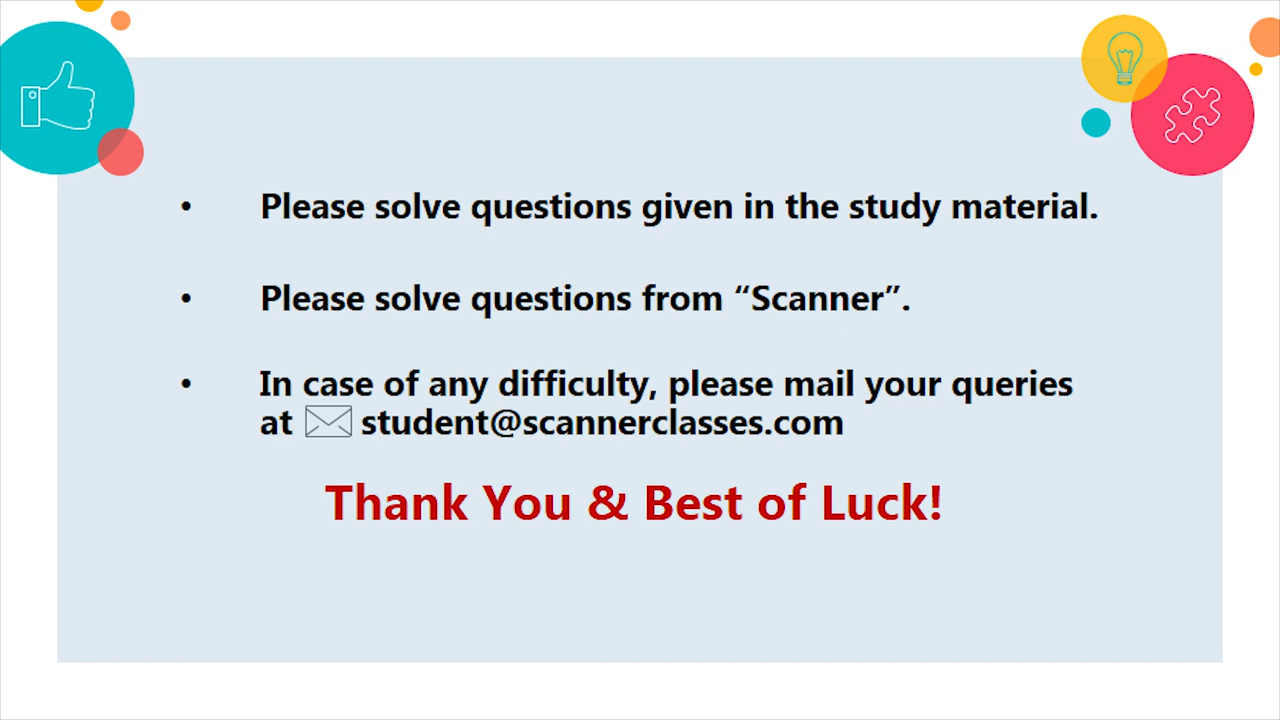 • Please solve questions given in the study material.
• Please solve questions from “Scanner”.
• In case of any difficulty, please mail your queries
at student@scannerclasses.com
Thank You & Best of Luck!